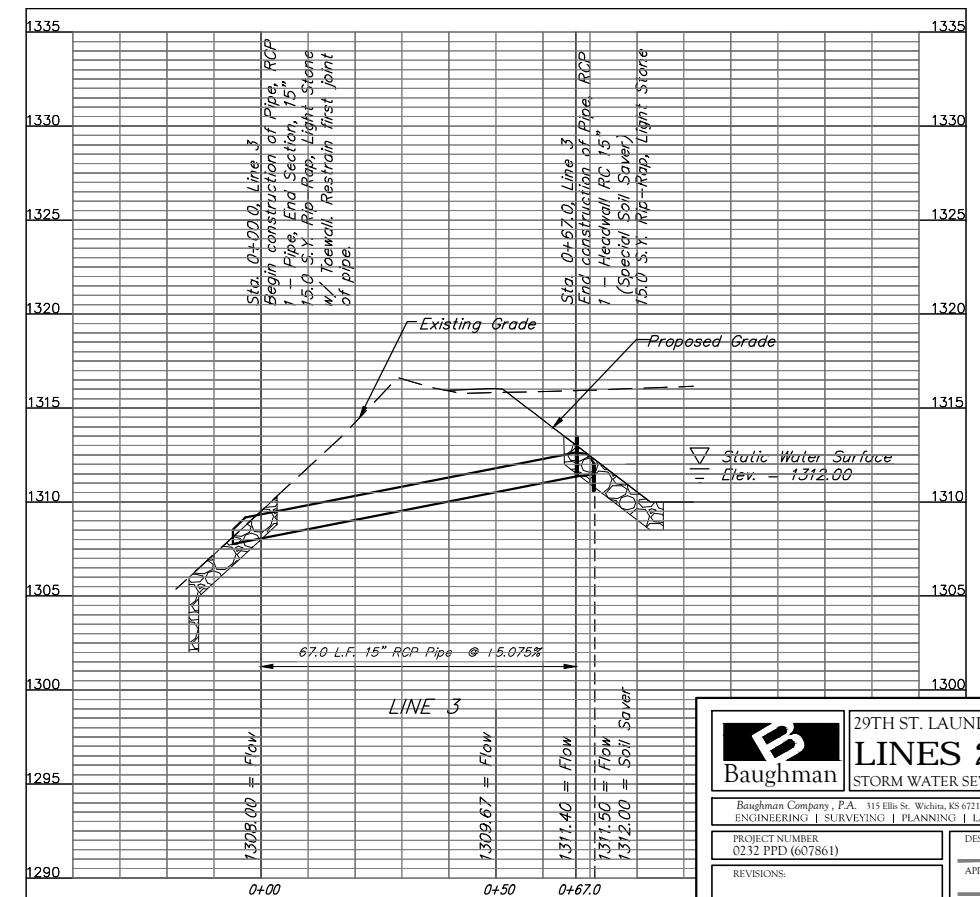 1335
1335
1330
1330
1325
1325
1320
1320
1315
1315
1310
1310
1305
1305
1300
1300
1295
1290
Sta. 0+00.0, Line 3
Begin construction of Pipe, RCP
1 - Pipe, End Section, 15"
15.0 S.Y. Rip-Rap, Light Stone
w/ Toewall. Restrain first joint
of pipe.
Sta. 0+67.0, Line 3
End construction of Pipe, RCP
1 - Headwall RC 15"
(Special Soil Saver)
15.0 S.Y. Rip-Rap, Light Stone
Existing Grade
Proposed Grade
Static Water Surface
Elev. - 1312.00
67.0 L.F. 15" RCP Pipe @ 5.075%
LINE 3
1308.00 = Flow
1309.67 = Flow
1311.40 = Flow
1311.50 = Flow
1312.00 = Soil Saver
0+00
0+50
0+67.0
B
Baughman
29TH ST. LAUND
LINES 2
STORM WATER SEW
Baughman Company, P.A. 315 Ellis St. Wichita, KS 6721
ENGINEERING | SURVEYING | PLANNING | LA
PROJECT NUMBER
0232 PPD (607861)
REVISIONS:
DES